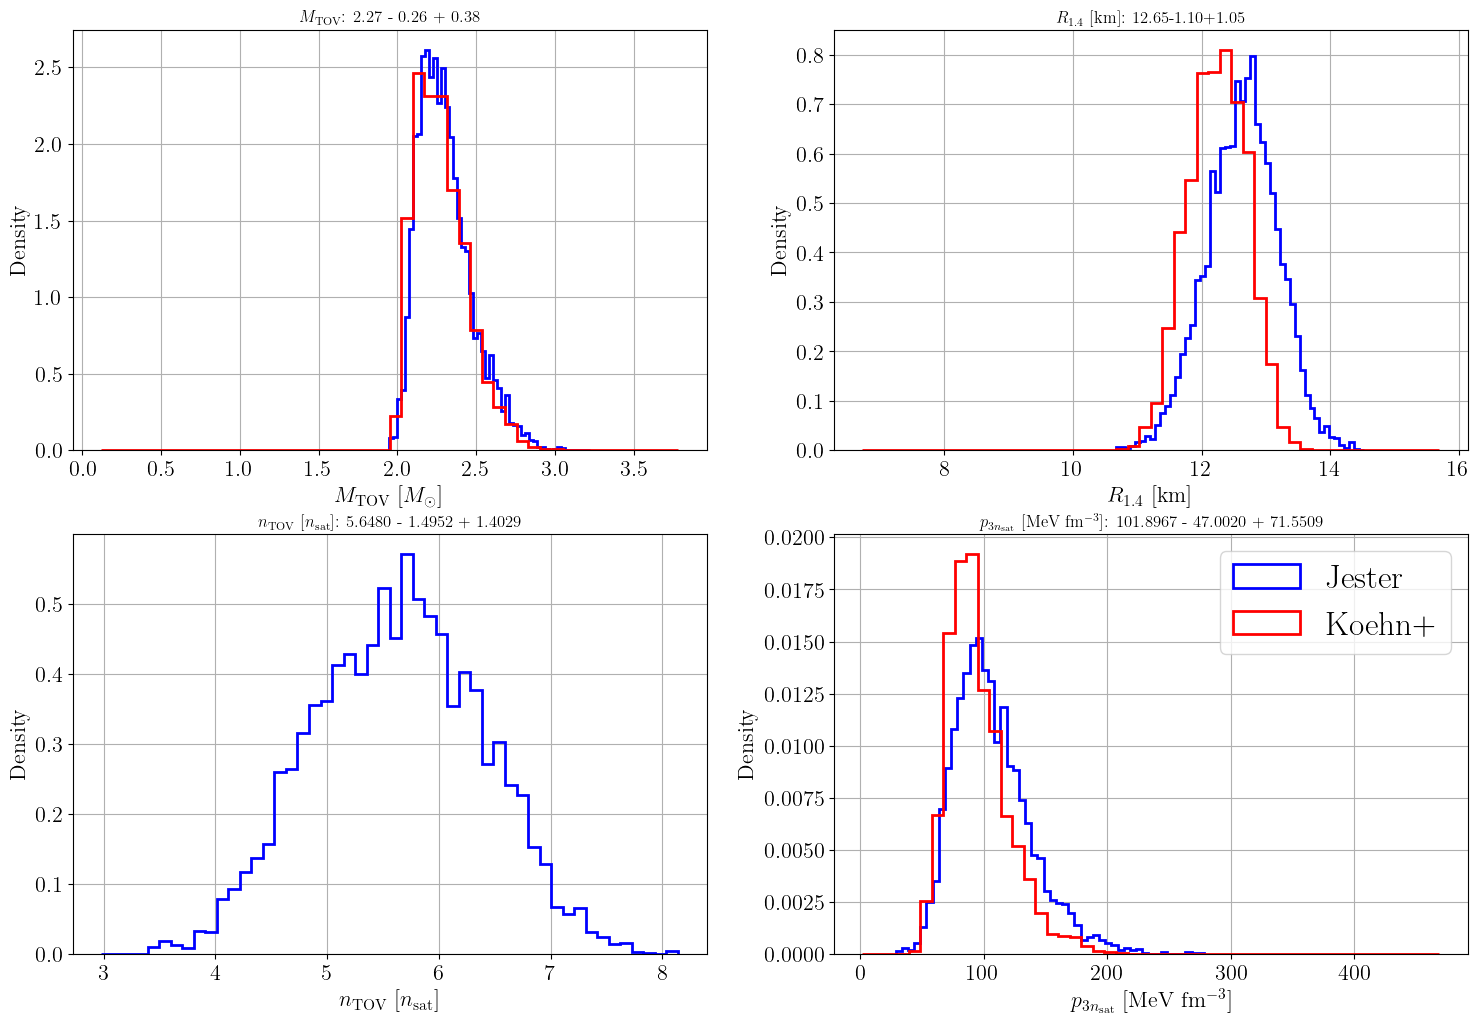 M_TOV: 2.27 - 0.26 + 0.38
2.5
2.0
1.5
1.0
0.5
0.0
Density
0.0 0.5 1.0 1.5 2.0 2.5 3.0 3.5
M_TOV [M_⊙]
R_1.4 [km]: 12.65-1.10+1.05
0.8
0.7
0.6
0.5
0.4
0.3
0.2
0.1
0.0
Density
8 10 12 14 16
R_1.4 [km]
n_TOV [n_sat]: 5.6480 - 1.4952 + 1.4029
0.5
0.4
0.3
0.2
0.1
0.0
Density
3 4 5 6 7 8
n_TOV [n_sat]
p_3n_sat [MeV fm⁻³]: 101.8967 - 47.0020 + 71.5509
0.0200
0.0175
0.0150
0.0125
0.0100
0.0075
0.0050
0.0025
0.0000
Density
Jester
Koehn+
0 100 200 300 400
p_3n_sat [MeV fm⁻³]